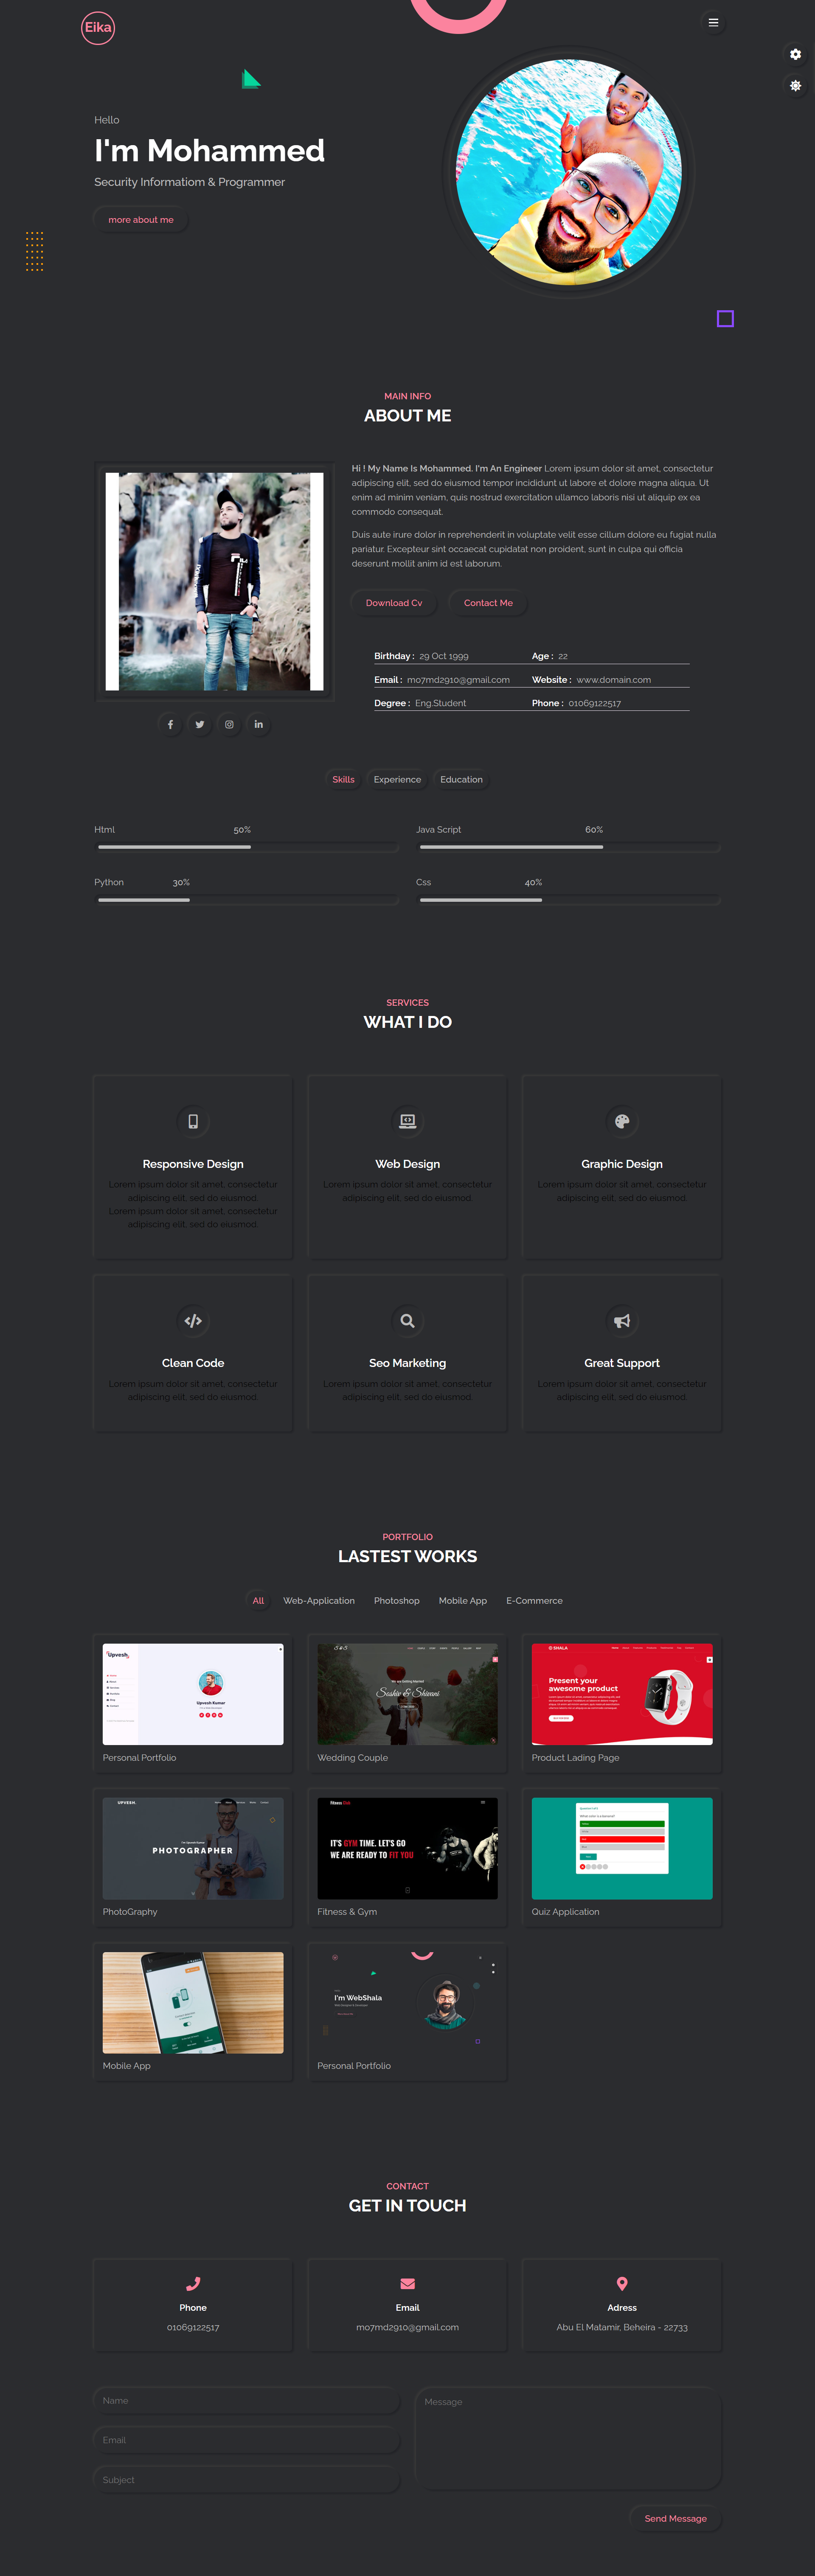 Eika
Hello
I'm Mohammed
Security Informatiom & Programmer
more about me
MAIN INFO
ABOUT ME
Hi ! My Name Is Mohammed. I'm An Engineer Lorem ipsum dolor sit amet, consectetur
adipiscing elit, sed do eiusmod tempor incididunt ut labore et dolore magna aliqua. Ut
enim ad minim veniam, quis nostrud exercitation ullamco laboris nisi ut aliquip ex ea
commodo consequat.
Duis aute irure dolor in reprehenderit in voluptate velit esse cillum dolore eu fugiat nulla
pariatur. Excepteur sint occaecat cupidatat non proident, sunt in culpa qui officia
deserunt mollit anim id est laborum.
Download Cv
Contact Me
Birthday : 29 Oct 1999
Age : 22
Email : mo7md2910@gmail.com
Website : www.domain.com
Degree : Eng.Student
Phone : 01069122517
Skills
Experience
Education
Html 50%
Java Script 60%
Python 30%
Css 40%
SERVICES
WHAT I DO
Responsive Design
Lorem ipsum dolor sit amet, consectetur
adipiscing elit, sed do eiusmod.
Lorem ipsum dolor sit amet, consectetur
adipiscing elit, sed do eiusmod.
Web Design
Lorem ipsum dolor sit amet, consectetur
adipiscing elit, sed do eiusmod.
Graphic Design
Lorem ipsum dolor sit amet, consectetur
adipiscing elit, sed do eiusmod.
Clean Code
Lorem ipsum dolor sit amet, consectetur
adipiscing elit, sed do eiusmod.
Seo Marketing
Lorem ipsum dolor sit amet, consectetur
adipiscing elit, sed do eiusmod.
Great Support
Lorem ipsum dolor sit amet, consectetur
adipiscing elit, sed do eiusmod.
PORTFOLIO
LASTEST WORKS
All
Web-Application
Photoshop
Mobile App
E-Commerce
Upvesh
Upvesh Kumar
Personal Portfolio
Sakhi & Shivani
Wedding Couple
SHALA
Present your
awesome product
Product Lading Page
UPVESH.
PHOTOGRAPHER
PhotoGraphy
Fitness Club
IT'S GYM TIME. LET'S GO
WE ARE READY TO FIT YOU
Fitness & Gym
Quiz Application
Mobile App
I'm WebShala
Personal Portfolio
CONTACT
GET IN TOUCH
Phone
01069122517
Email
mo7md2910@gmail.com
Adress
Abu El Matamir, Beheira - 22733
Name
Email
Subject
Message
Send Message